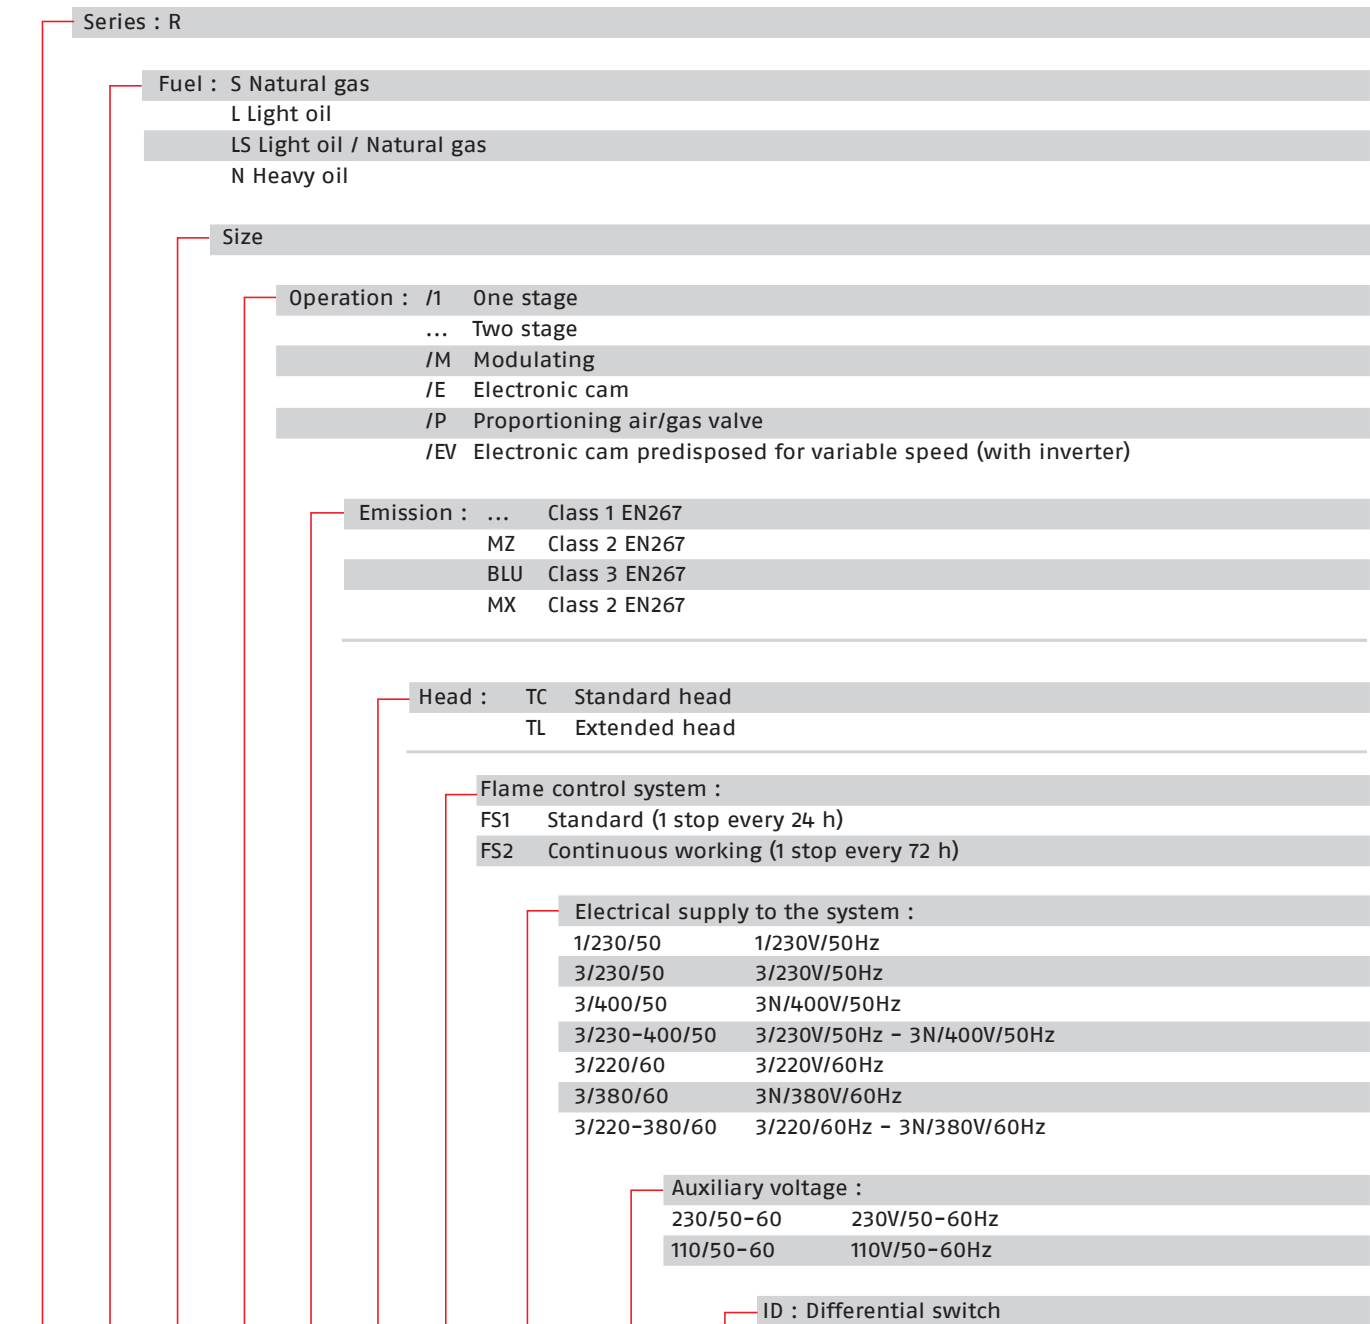 Series : R
Fuel : S Natural gas
L Light oil
LS Light oil / Natural gas
N Heavy oil
Size
Operation : /1 One stage
... Two stage
/M Modulating
/E Electronic cam
/P Proportioning air/gas valve
/EV Electronic cam predisposed for variable speed (with inverter)
Emission : ... Class 1 EN267
MZ Class 2 EN267
BLU Class 3 EN267
MX Class 2 EN267
Head : TC Standard head
TL Extended head
Flame control system :
FS1 Standard (1 stop every 24 h)
FS2 Continuous working (1 stop every 72 h)
Electrical supply to the system :
1/230/50 1/230V/50Hz
3/230/50 3/230V/50Hz
3/400/50 3N/400V/50Hz
3/230-400/50 3/230V/50Hz - 3N/400V/50Hz
3/220/60 3/220V/60Hz
3/380/60 3N/380V/60Hz
3/220-380/60 3/220/60Hz - 3N/380V/60Hz
Auxiliary voltage :
230/50-60 230V/50-60Hz
110/50-60 110V/50-60Hz
ID : Differential switch